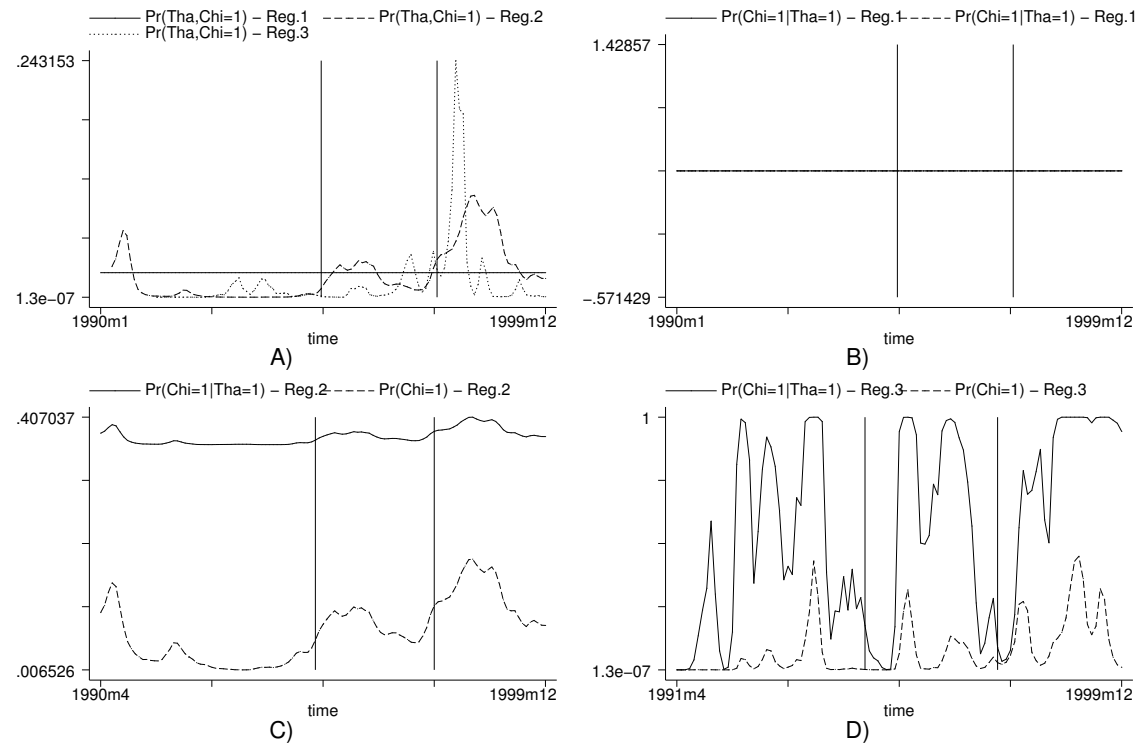 Pr(Tha,Chi=1) − Reg.1 Pr(Tha,Chi=1) − Reg.2
Pr(Tha,Chi=1) − Reg.3
.243153
1.3e−07
1990m1 1999m12
time
A)
Pr(Chi=1|Tha=1) − Reg.1 Pr(Chi=1|Tha=1) − Reg.1
1.42857
−.571429
1990m1 1999m12
time
B)
Pr(Chi=1|Tha=1) − Reg.2 Pr(Chi=1) − Reg.2
.407037
.006526
1990m4 1999m12
time
C)
Pr(Chi=1|Tha=1) − Reg.3 Pr(Chi=1) − Reg.3
1
1.3e−07
1991m4 1999m12
time
D)